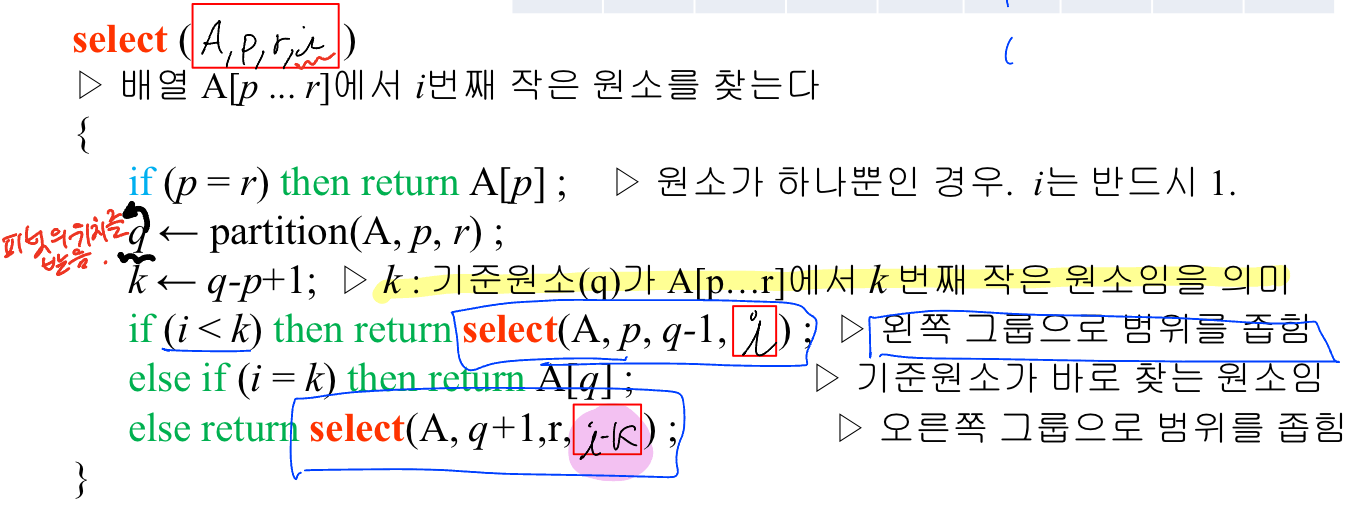 select (A, p, r, i)
▷ 배열 A[p ... r]에서 i번째 작은 원소를 찾는다
{
if (p = r) then return A[p] ; ▷ 원소가 하나뿐인 경우. i는 반드시 1.
피벗의 위치를
받음.
q ← partition(A, p, r) ;
k ← q-p+1; ▷ k : 기준원소(q)가 A[p...r]에서 k 번째 작은 원소임을 의미
if (i < k) then return select(A, p, q-1, i) ; ▷ 왼쪽 그룹으로 범위를 좁힘
else if (i = k) then return A[q] ; ▷ 기준원소가 바로 찾는 원소임
else return select(A, q+1,r, i-k) ; ▷ 오른쪽 그룹으로 범위를 좁힘
}